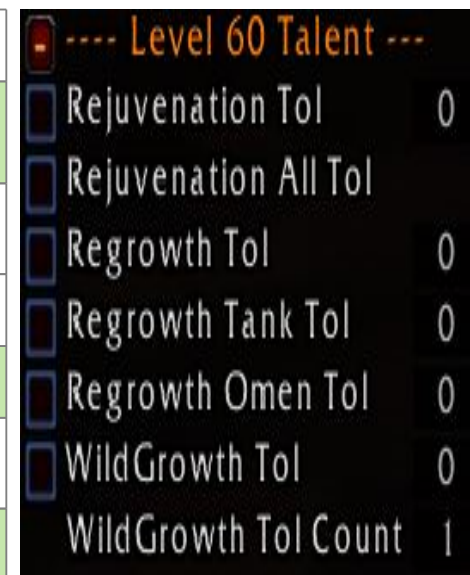 - ---- Level 60 Talent ---
Rejuvenation Tol 0
Rejuvenation All Tol
Regrowth Tol 0
Regrowth Tank Tol 0
Regrowth Omen Tol 0
WildGrowth Tol 0
WildGrowth Tol Count 1